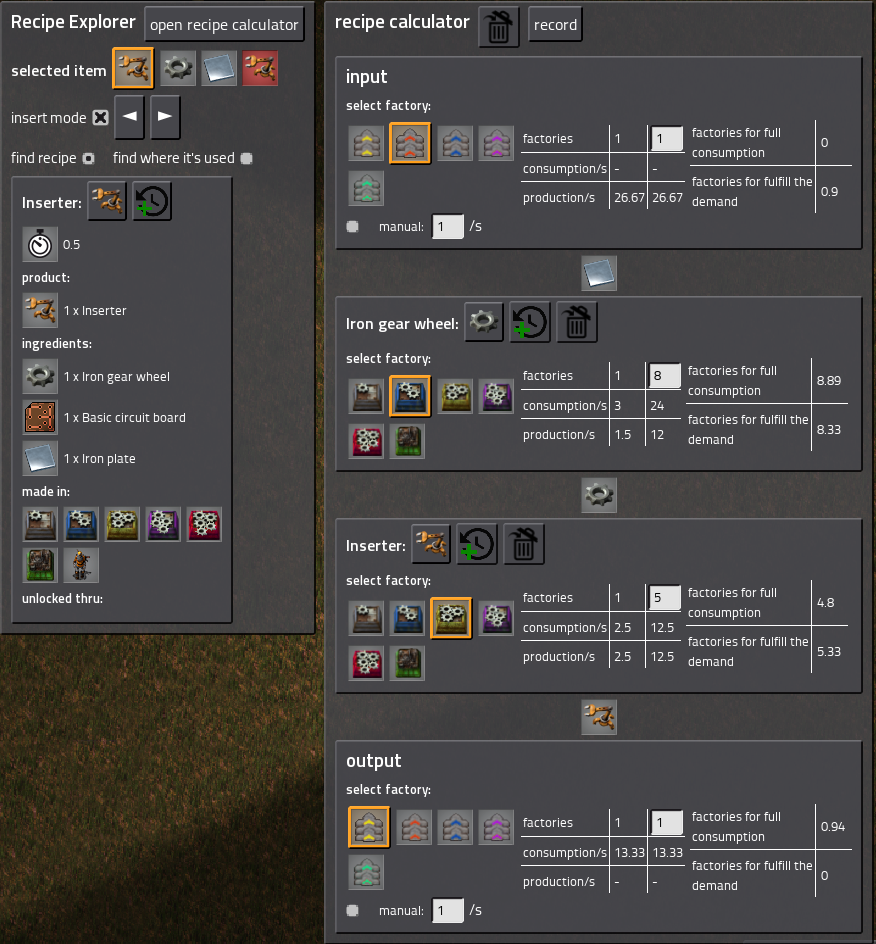 Recipe Explorer
open recipe calculator
selected item
insert mode
find recipe
find where it's used
Inserter:
0.5
product:
1 x Inserter
ingredients:
1 x Iron gear wheel
1 x Basic circuit board
1 x Iron plate
made in:
unlocked thru:
recipe calculator
record
input
select factory:
factories 1 1
consumption/s - -
production/s 26.67 26.67
factories for full
consumption
0
factories for fulfill the
demand
0.9
manual: 1 /s
Iron gear wheel:
select factory:
factories 1 8
consumption/s 3 24
production/s 1.5 12
factories for full
consumption
8.89
factories for fulfill the
demand
8.33
Inserter:
select factory:
factories 1 5
consumption/s 2.5 12.5
production/s 2.5 12.5
factories for full
consumption
4.8
factories for fulfill the
demand
5.33
output
select factory:
factories 1 1
consumption/s 13.33 13.33
production/s - -
factories for full
consumption
0.94
factories for fulfill the
demand
0
manual: 1 /s